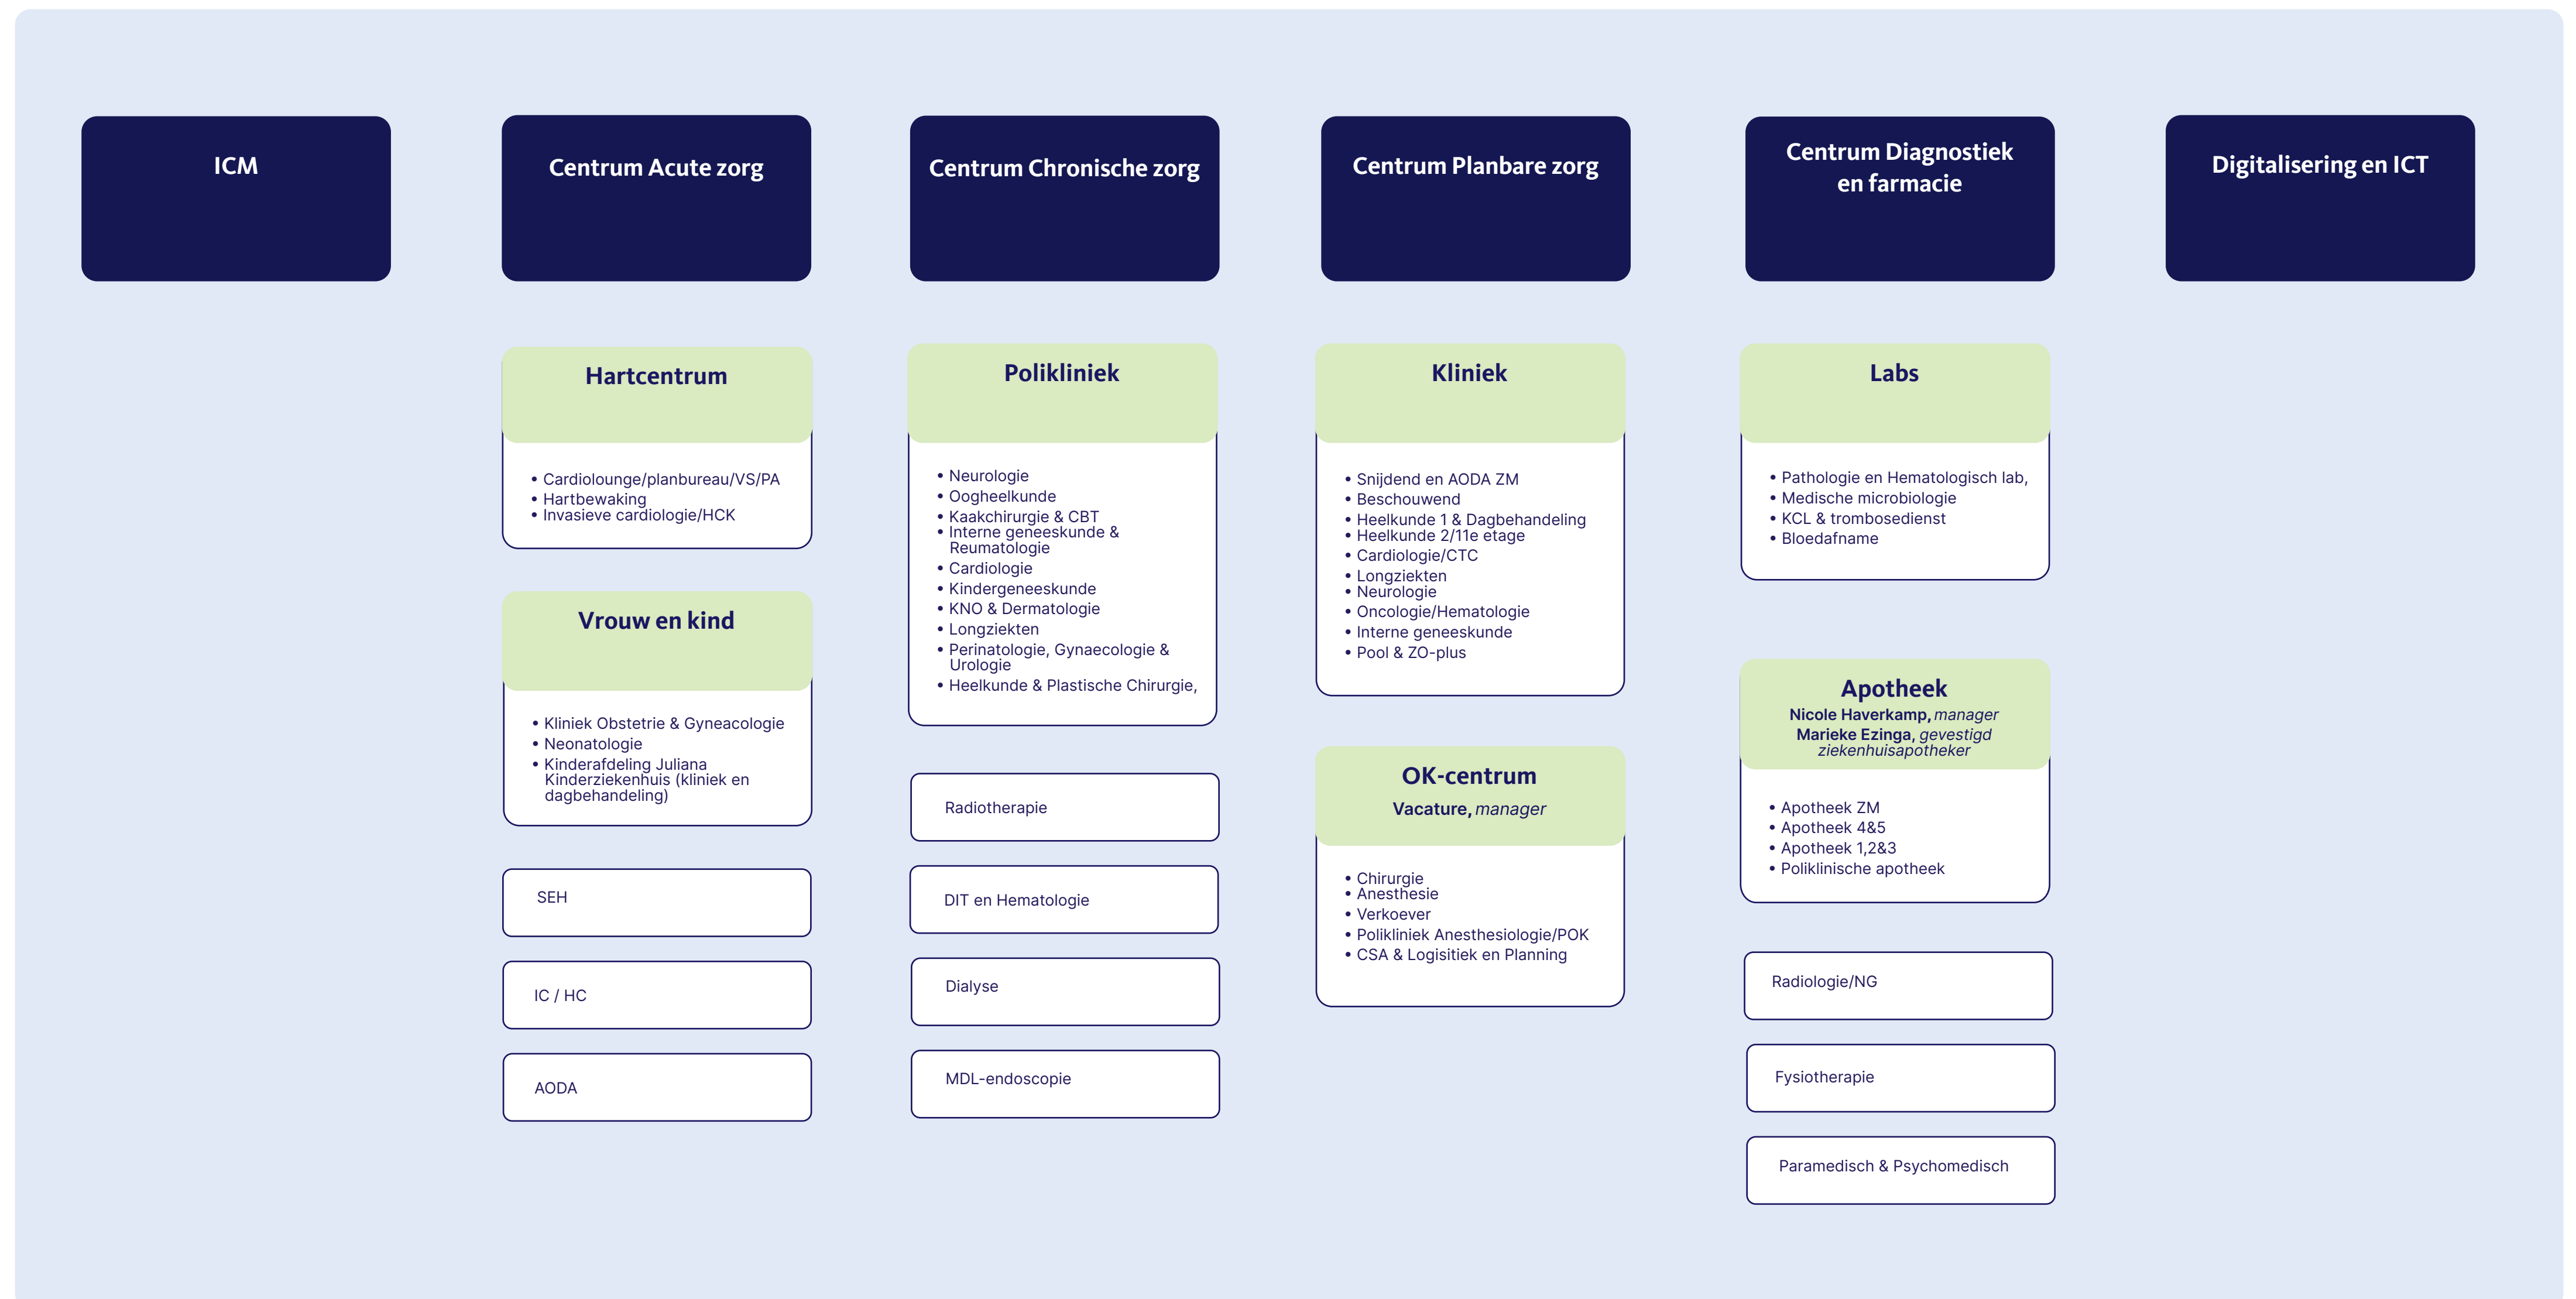 ICM
Centrum Acute zorg
Centrum Chronische zorg
Centrum Planbare zorg
Centrum Diagnostiek
en farmacie
Digitalisering en ICT
Hartcentrum
• Cardiolounge/planbureau/VS/PA
• Hartbewaking
• Invasieve cardiologie/HCK
Vrouw en kind
• Kliniek Obstetrie & Gyneacologie
• Neonatologie
• Kinderafdeling Juliana
Kinderziekenhuis (kliniek en
dagbehandeling)
SEH
IC / HC
AODA
Polikliniek
• Neurologie
• Oogheelkunde
• Kaakchirurgie & CBT
• Interne geneeskunde &
Reumatologie
• Cardiologie
• Kindergeneeskunde
• KNO & Dermatologie
• Longziekten
• Perinatologie, Gynaecologie &
Urologie
• Heelkunde & Plastische Chirurgie,
Radiotherapie
DIT en Hematologie
Dialyse
MDL-endoscopie
Kliniek
• Snijdend en AODA ZM
• Beschouwend
• Heelkunde 1 & Dagbehandeling
• Heelkunde 2/11e etage
• Cardiologie/CTC
• Longziekten
• Neurologie
• Oncologie/Hematologie
• Interne geneeskunde
• Pool & ZO-plus
OK-centrum
Vacature, manager
• Chirurgie
• Anesthesie
• Verkoever
• Polikliniek Anesthesiologie/POK
• CSA & Logisitiek en Planning
Labs
• Pathologie en Hematologisch lab,
• Medische microbiologie
• KCL & trombosedienst
• Bloedafname
Apotheek
Nicole Haverkamp, manager
Marieke Ezinga, gevestigd
ziekenhuisapotheker
• Apotheek ZM
• Apotheek 4&5
• Apotheek 1,2&3
• Poliklinische apotheek
Radiologie/NG
Fysiotherapie
Paramedisch & Psychomedisch